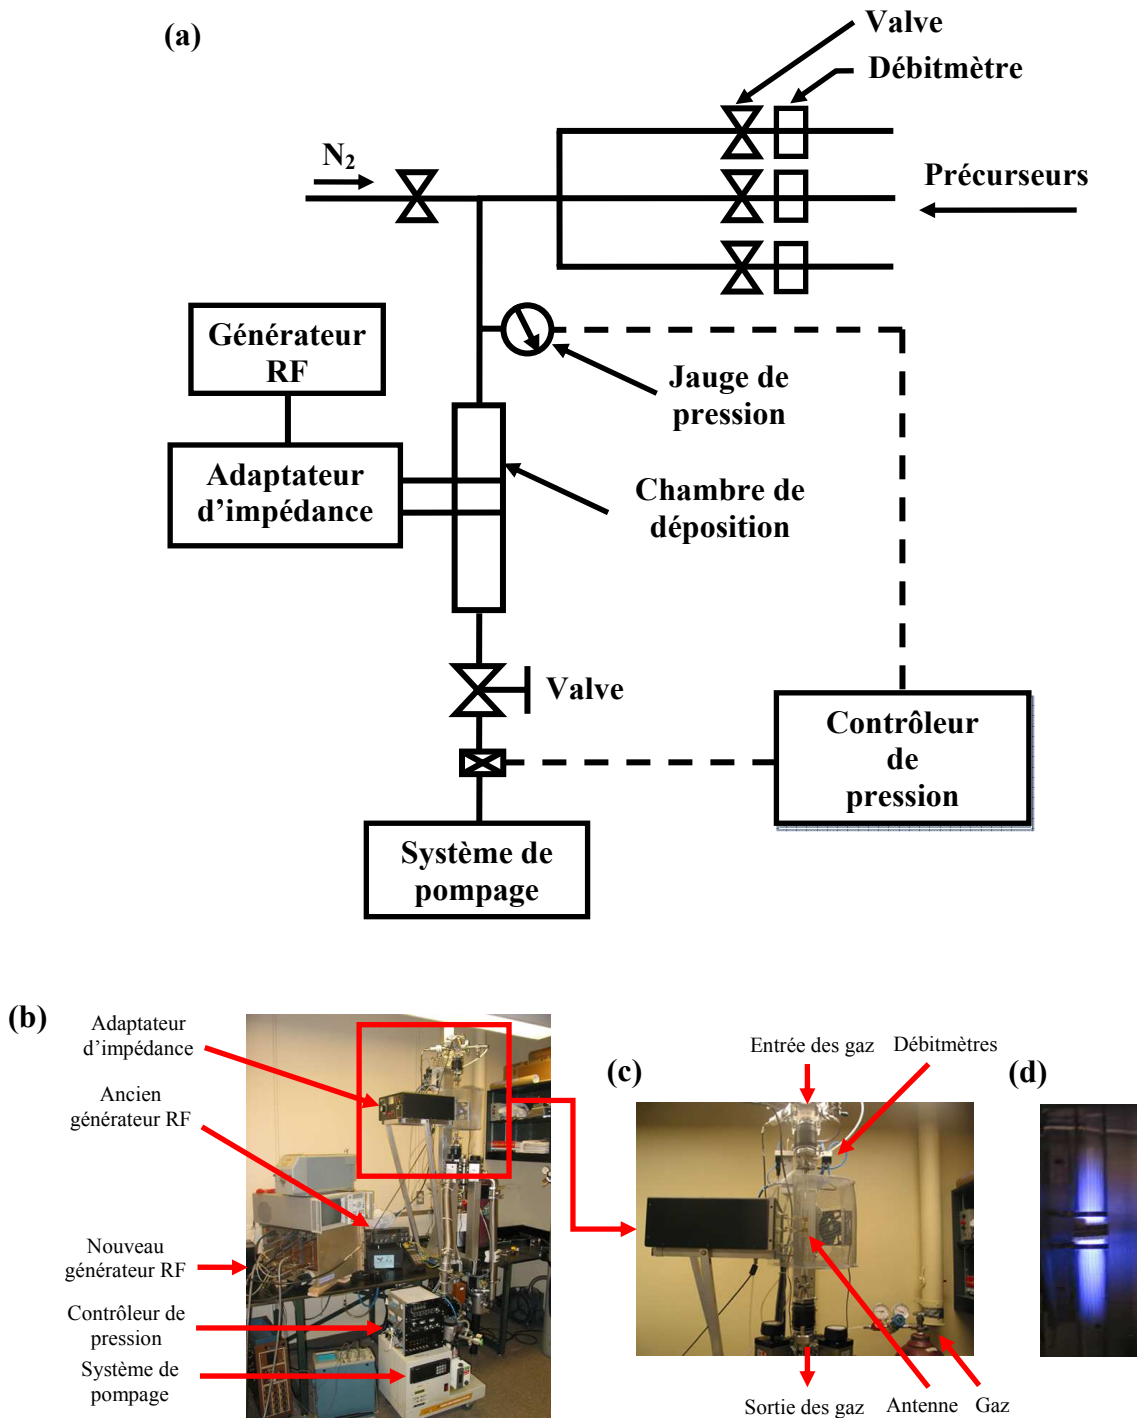 (a)
Valve
Débitmètre
N2
Précurseurs
Générateur
RF
Jauge de
pression
Adaptateur
d’impédance
Chambre de
déposition
Valve
Contrôleur
de
pression
Système de
pompage
(b)
Adaptateur
d’impédance
Ancien
générateur RF
Nouveau
générateur RF
Contrôleur de
pression
Système de
pompage
(c)
Entrée des gaz
Débitmètres
Sortie des gaz
Antenne
Gaz
(d)